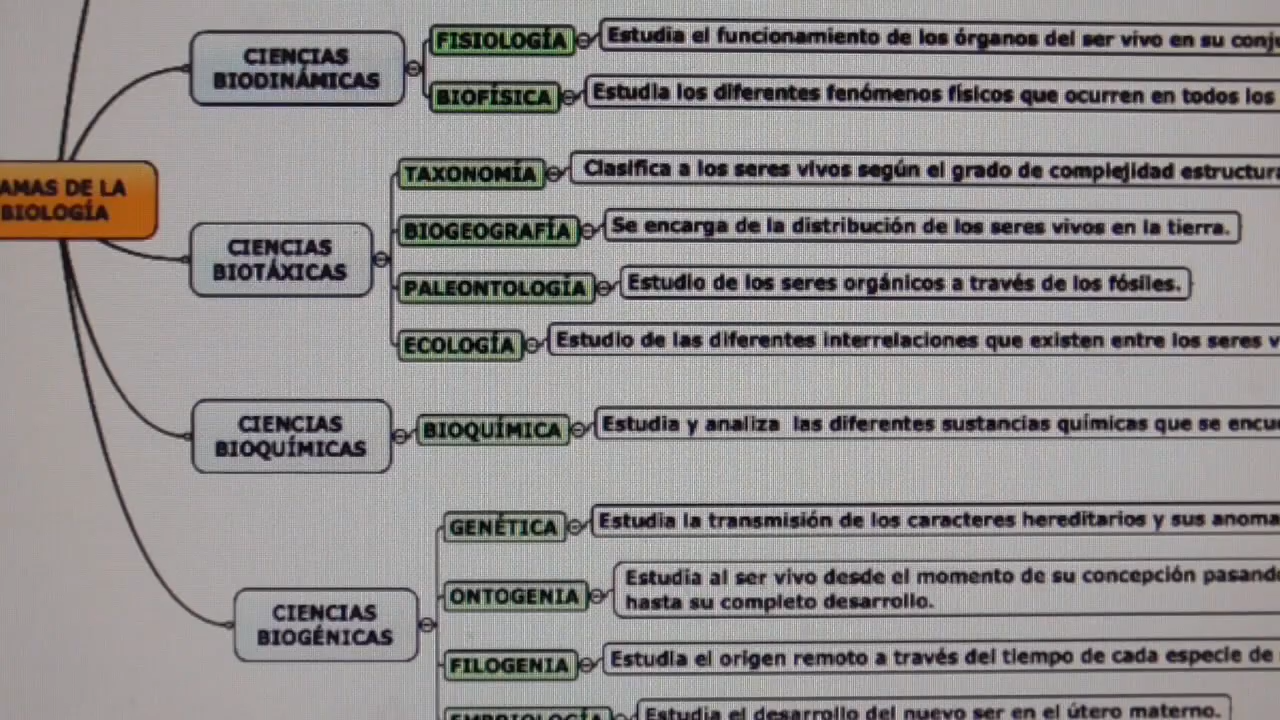 AMAS DE LA
BIOLOGÍA
CIENCIAS
BIODINÁMICAS
FISIOLOGÍA
Estudia el funcionamiento de los órganos del ser vivo en su
BIOFÍSICA
Estudia los diferentes fenómenos físicos que ocurren en todos los
CIENCIAS
BIOTÁXICAS
TAXONOMÍA
Clasifica a los seres vivos según el grado de complejidad
BIOGEOGRAFÍA
Se encarga de la distribución de los seres vivos en la tierra.
PALEONTOLOGÍA
Estudio de los seres orgánicos a través de los fósiles.
ECOLOGÍA
Estudio de las diferentes interrelaciones que existen entre los seres
CIENCIAS
BIOQUÍMICAS
BIOQUÍMICA
Estudia y analiza las diferentes sustancias químicas que se
CIENCIAS
BIOGÉNICAS
GENÉTICA
Estudia la transmisión de los caracteres hereditarios y sus
ONTOGENIA
Estudia al ser vivo desde el momento de su concepción
hasta su completo desarrollo.
FILOGENIA
Estudia el origen remoto a través del tiempo de cada especie de
Estudia el desarrollo del nuevo ser en el útero materno.